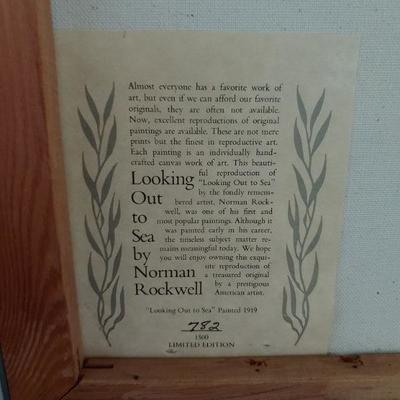 Almost everyone has a favorite work of
art, but even if we can afford our favorite
originals, they are often not available.
Now, excellent reproductions of original
paintings are available. These are not mere
prints but the finest in reproductive art.
Each painting is an individually hand-
crafted canvas work of art. This beauti-
ful reproduction of
"Looking Out to Sea"
by the fondly remem-
bered artist, Norman Rock-
well, was one of his first and
most popular paintings. Although it
was painted early in his career,
the timeless subject matter re-
mains meaningful today. We hope
you will enjoy owning this exqui-
site reproduction of
a treasured original
by a prestigious
American artist.
Looking
Out
to
Sea
by
Norman
Rockwell
"Looking Out to Sea" Painted 1919
782
1500
LIMITED EDITION